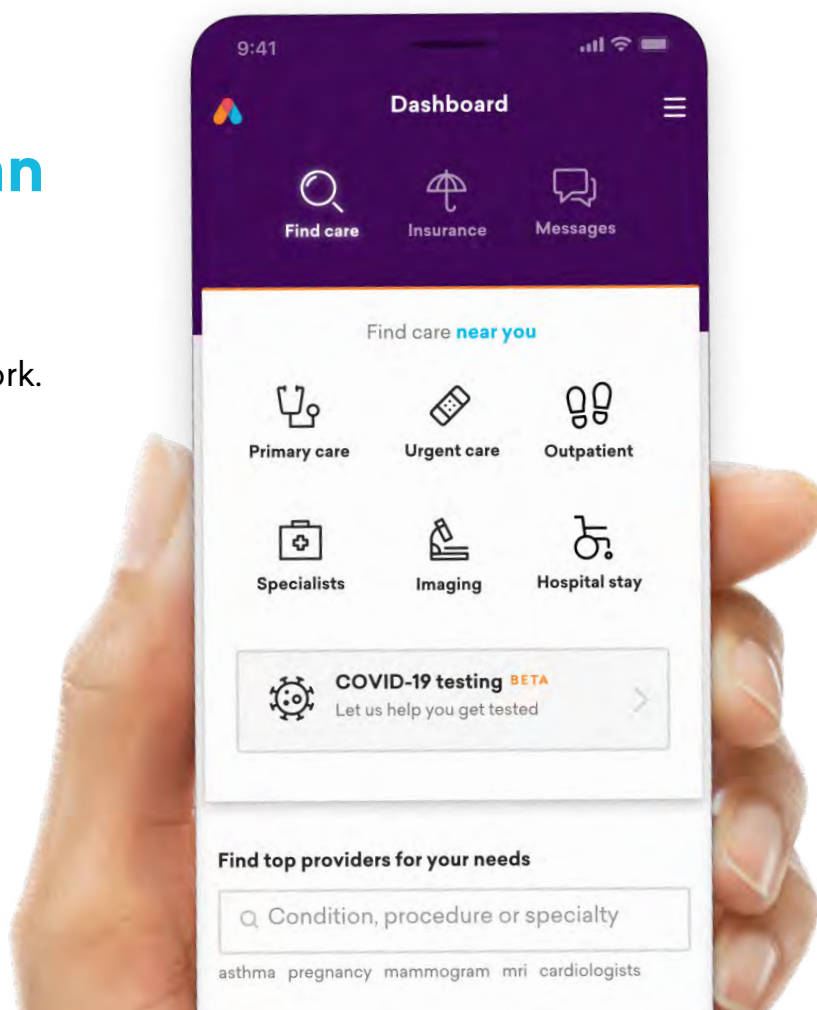 9:41
Dashboard
Find care Insurance Messages
Find care near you
Primary care Urgent care Outpatient
Specialists Imaging Hospital stay
COVID-19 testing BETA
Let us help you get tested
Find top providers for your needs
Condition, procedure or specialty
asthma pregnancy mammogram mri cardiologists